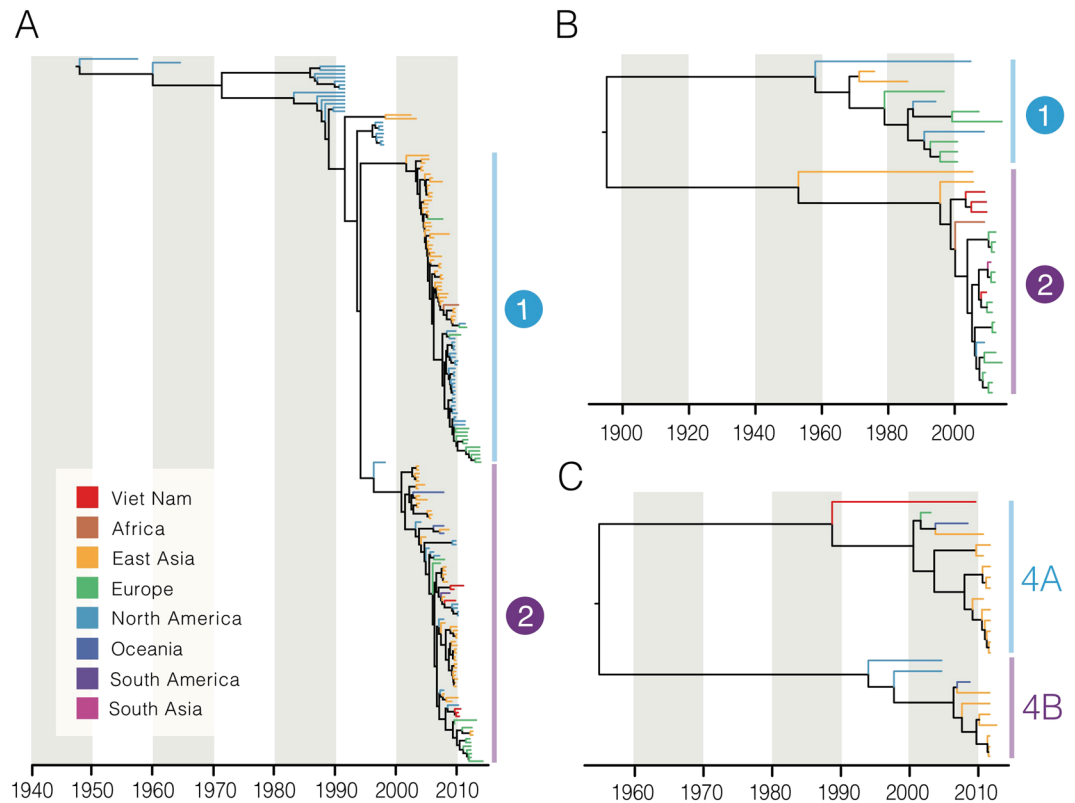 A
1
2
Viet Nam
Africa
East Asia
Europe
North America
Oceania
South America
South Asia
1940 1950 1960 1970 1980 1990 2000 2010
B
1
2
1900 1920 1940 1960 1980 2000
C
4A
4B
1960 1970 1980 1990 2000 2010